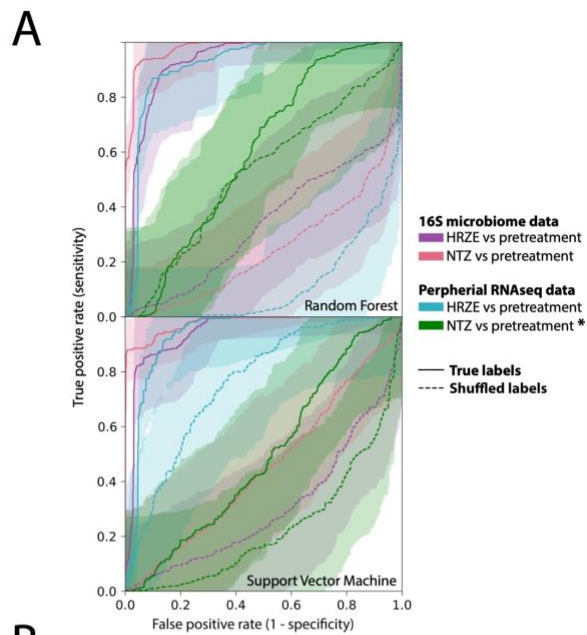 A
0.8
0.6
0.4
0.2
0.0
Random Forest
True positive rate (sensitivity)
16S microbiome data
HRZE vs pretreatment
NTZ vs pretreatment
Perpherial RNAseq data
HRZE vs pretreatment
NTZ vs pretreatment *
True labels
Shuffled labels
0.8
0.6
0.4
0.2
0.0
Support Vector Machine
0.0 0.2 0.4 0.6 0.8 1.0
False positive rate (1 - specificity)